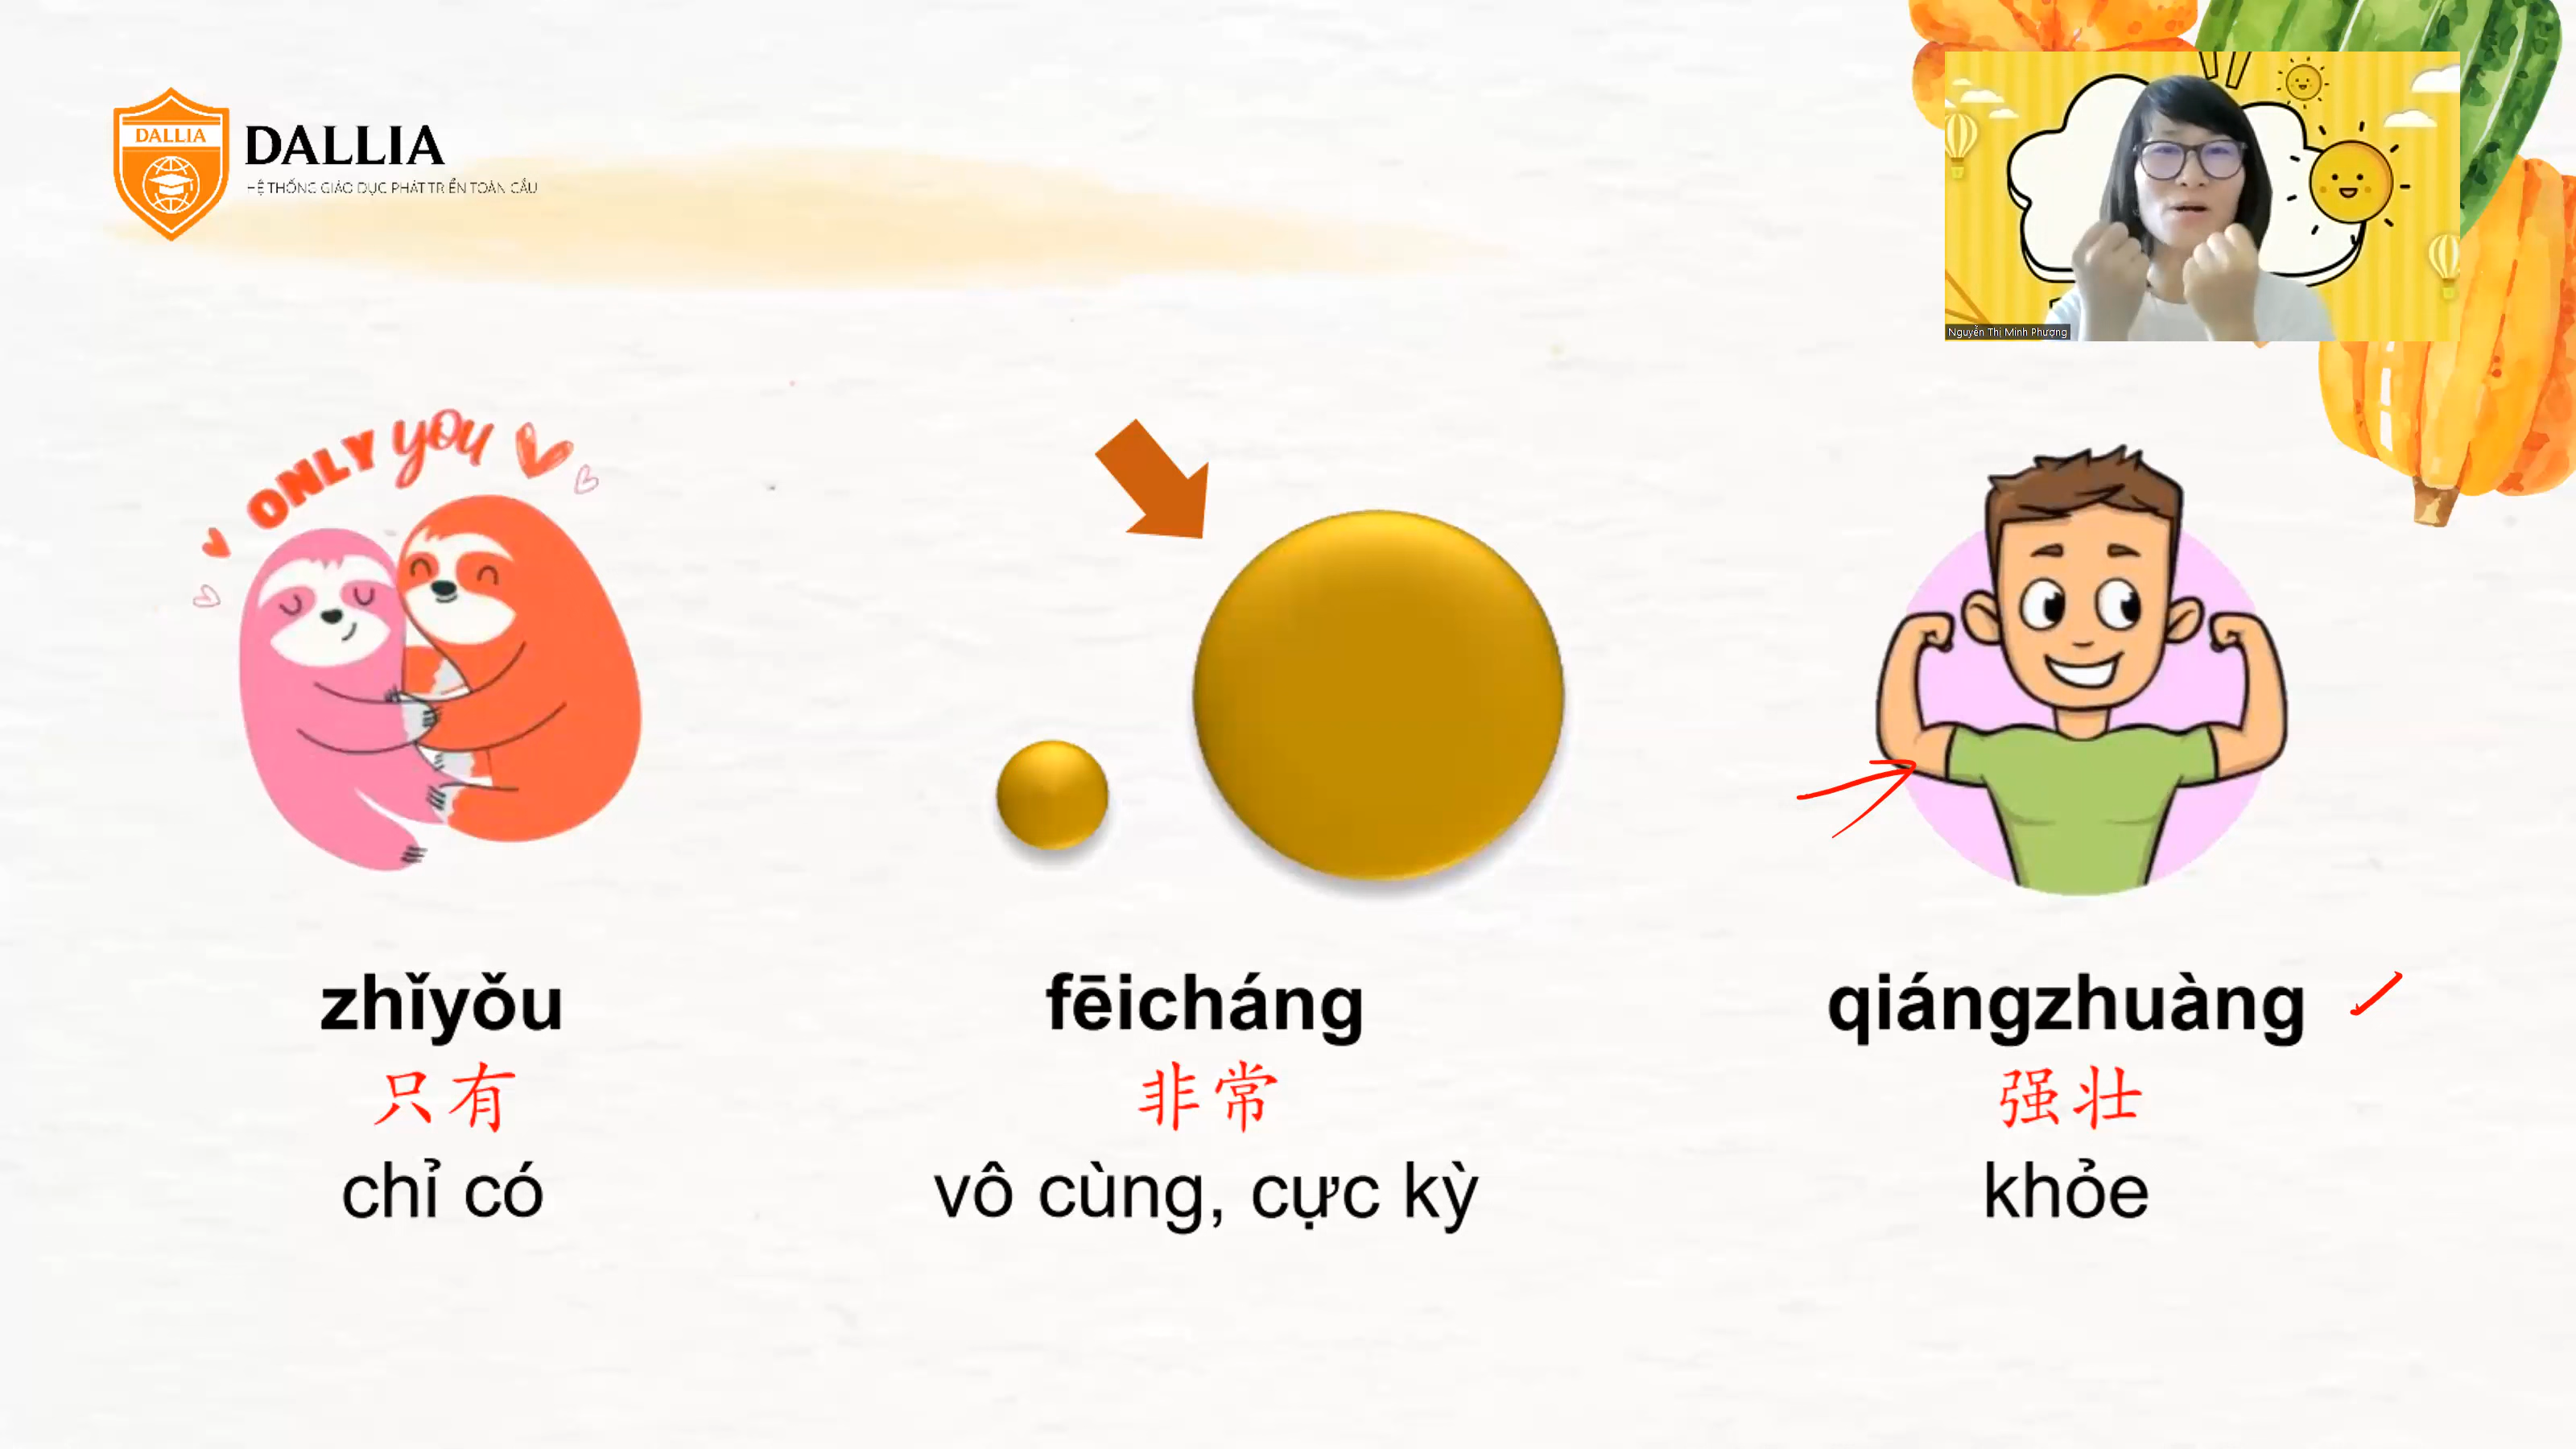 DALLIA
DALLIA
HỆ THỐNG GIÁO DỤC PHÁT TRIỂN TOÀN CẦU
Nguyễn Thị Minh Phượng
ONLY you
zhǐyǒu
只有
chỉ có
fēicháng
非常
vô cùng, cực kỳ
qiángzhuàng
强壮
khỏe